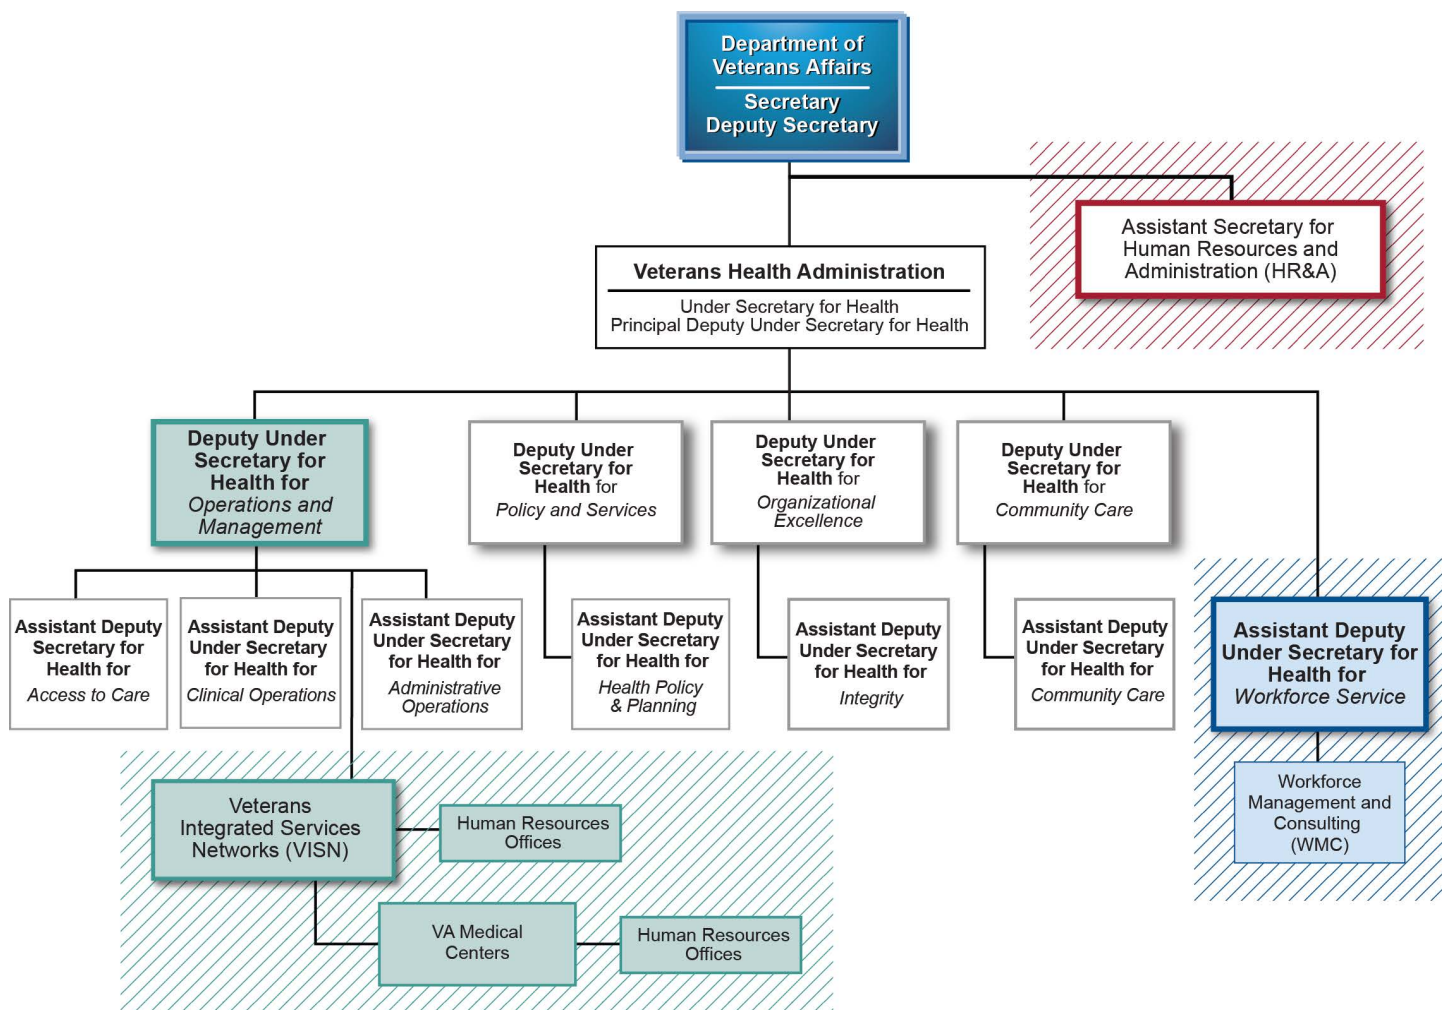 Department of
Veterans Affairs
Secretary
Deputy Secretary
Assistant Secretary for
Human Resources and
Administration (HR&A)
Veterans Health Administration
Under Secretary for Health
Principal Deputy Under Secretary for Health
Deputy Under
Secretary for
Health for
Operations and
Management
Deputy Under
Secretary for
Health for
Policy and Services
Deputy Under
Secretary for
Health for
Organizational
Excellence
Deputy Under
Secretary for
Health for
Community Care
Assistant Deputy
Secretary for
Health for
Access to Care
Assistant Deputy
Under Secretary
for Health for
Clinical Operations
Assistant Deputy
Under Secretary
for Health for
Administrative
Operations
Assistant Deputy
Under Secretary
for Health for
Health Policy
& Planning
Assistant Deputy
Under Secretary
for Health for
Integrity
Assistant Deputy
Under Secretary
for Health for
Community Care
Assistant Deputy
Under Secretary for
Health for
Workforce Service
Workforce
Management and
Consulting
(WMC)
Veterans
Integrated Services
Networks (VISN)
Human Resources
Offices
VA Medical
Centers
Human Resources
Offices